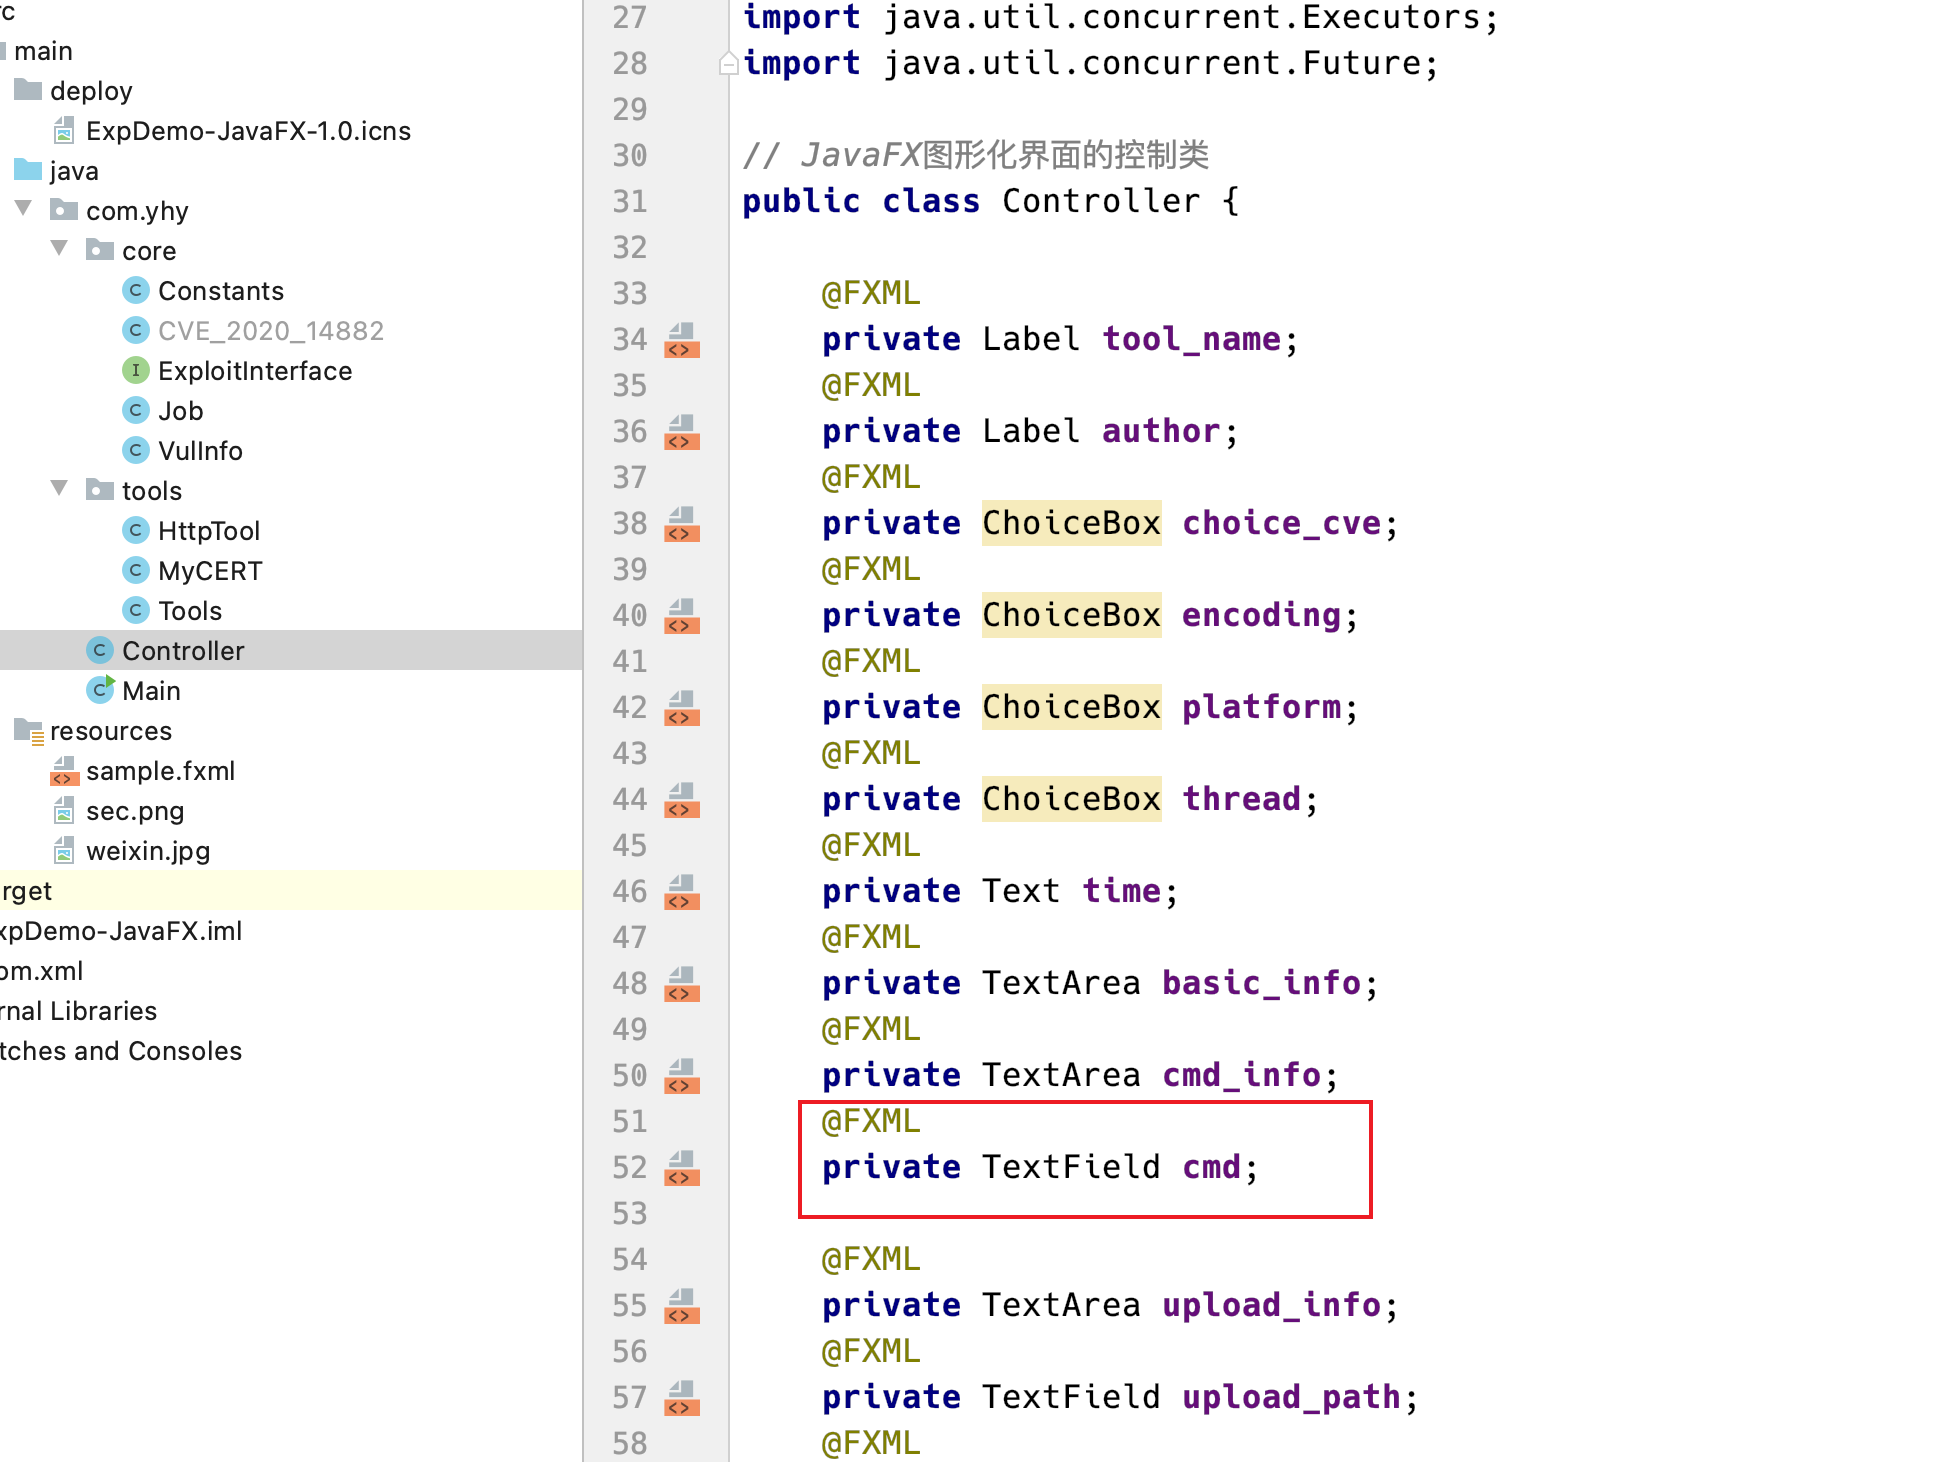 rc
main
deploy
ExpDemo-JavaFX-1.0.icns
java
com.yhy
core
Constants
CVE_2020_14882
ExploitInterface
Job
VulInfo
tools
HttpTool
MyCERT
Tools
Controller
Main
resources
sample.fxml
sec.png
weixin.jpg
rget
xpDemo-JavaFX.iml
om.xml
rnal Libraries
tches and Consoles
27 import java.util.concurrent.Executors;
28 import java.util.concurrent.Future;
29
30 // JavaFX图形化界面的控制类
31 public class Controller {
32
33 @FXML
34 private Label tool_name;
35 @FXML
36 private Label author;
37 @FXML
38 private ChoiceBox choice_cve;
39 @FXML
40 private ChoiceBox encoding;
41 @FXML
42 private ChoiceBox platform;
43 @FXML
44 private ChoiceBox thread;
45 @FXML
46 private Text time;
47 @FXML
48 private TextArea basic_info;
49 @FXML
50 private TextArea cmd_info;
51 @FXML
52 private TextField cmd;
53
54 @FXML
55 private TextArea upload_info;
56 @FXML
57 private TextField upload_path;
58 @FXML